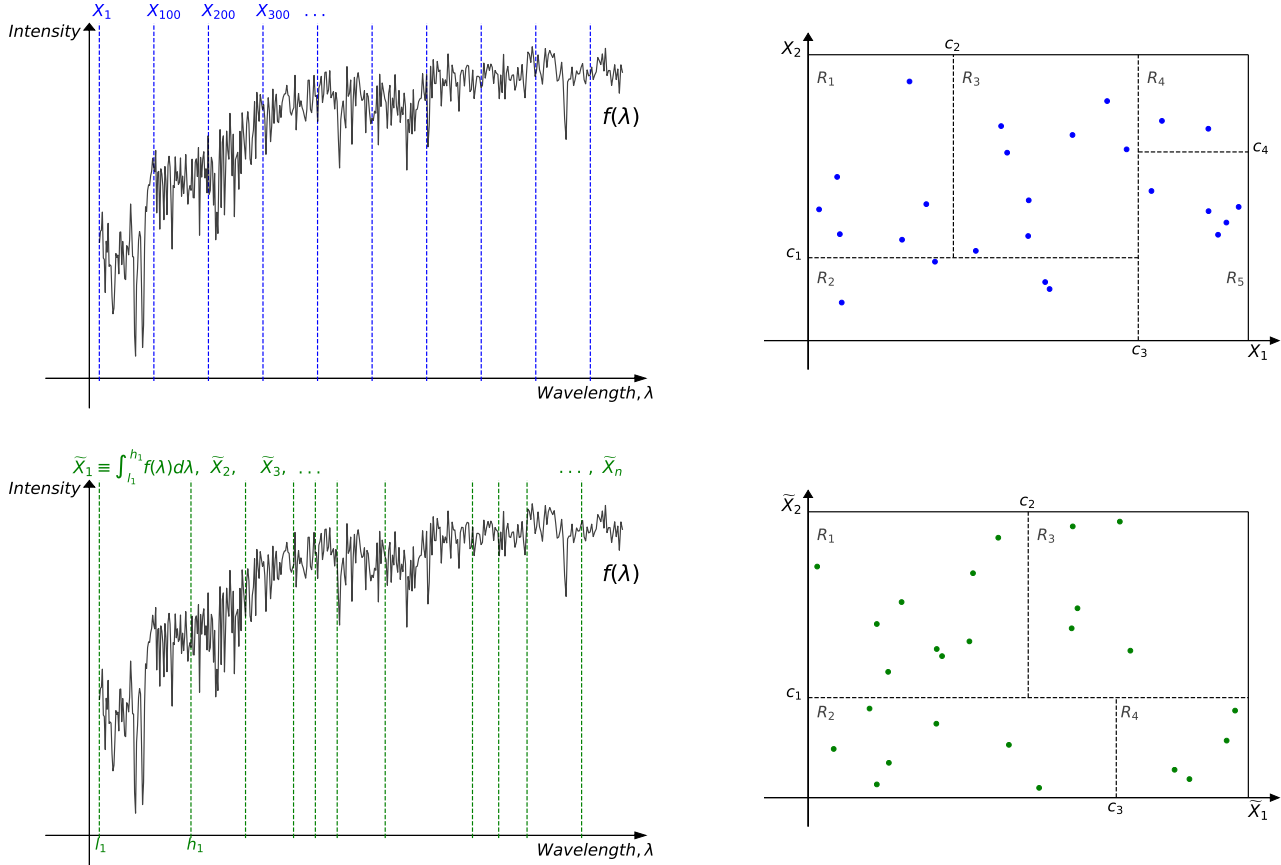 X₁ X₁₀₀ X₂₀₀ X₃₀₀ ...
Intensity
f(λ)
Wavelength, λ
X₂
c₂
R₁
R₃
R₄
c₄
c₁
R₂
R₅
c₃
X₁
X̃₁ ≡ ∫_{l₁}^{h₁} f(λ)dλ, X̃₂, X̃₃, ... ..., X̃ₙ
Intensity
f(λ)
l₁
h₁
Wavelength, λ
X̃₂
c₂
R₁
R₃
c₁
R₂
R₄
c₃
X̃₁